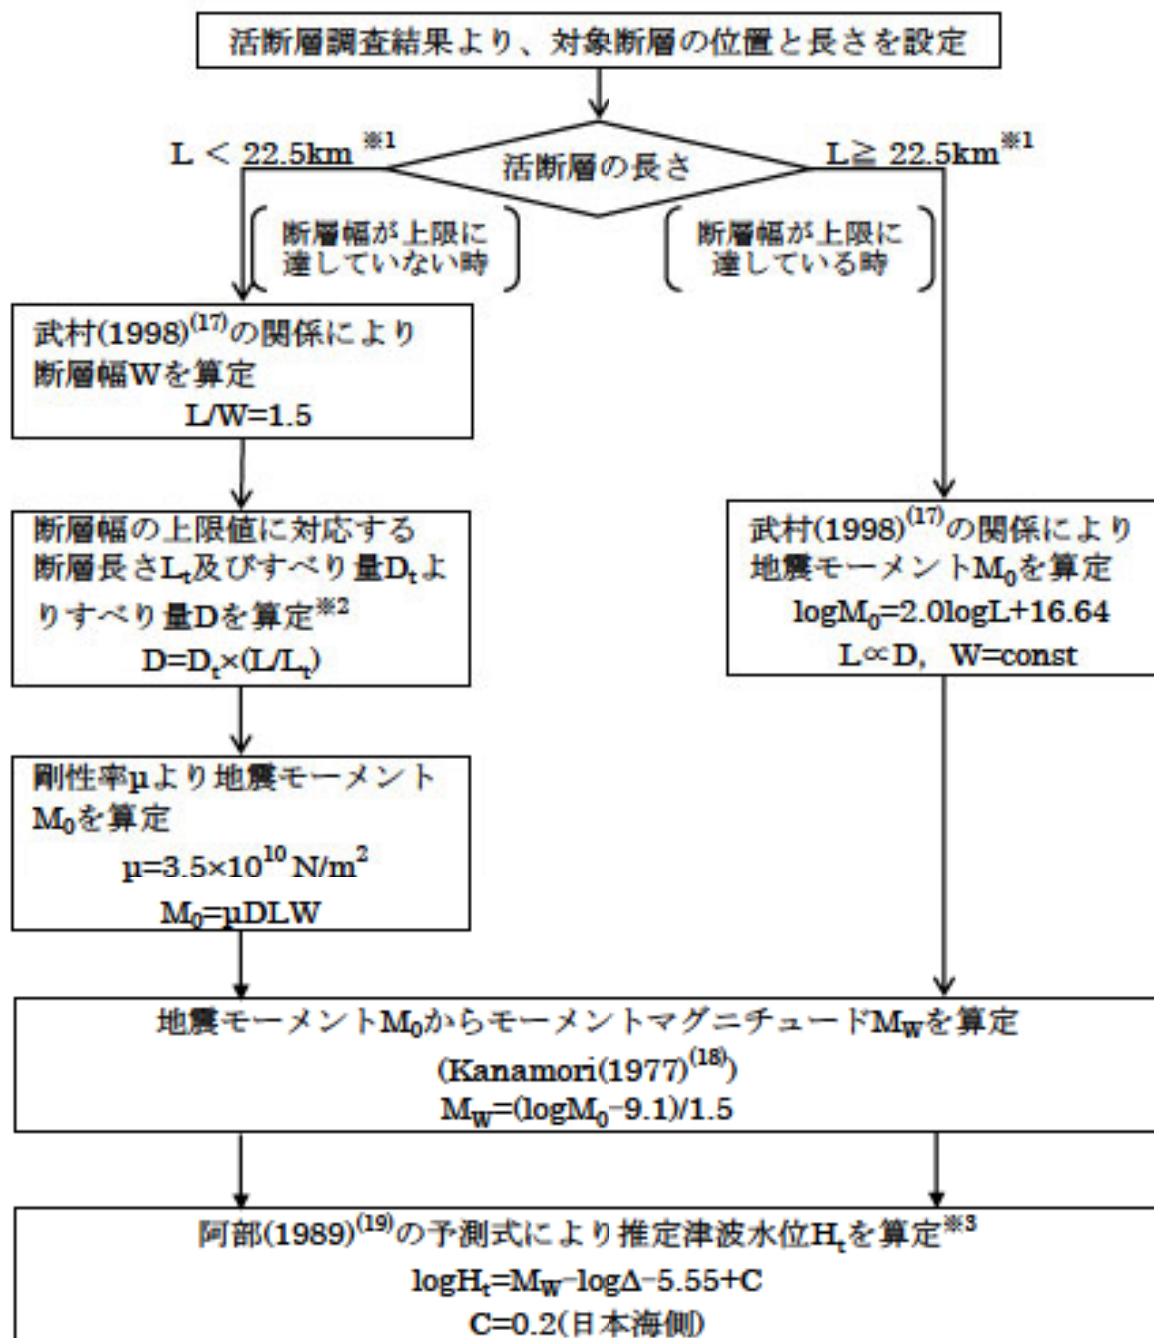 活断層調査結果より、対象断層の位置と長さを設定
L < 22.5km ※1
活断層の長さ
L≧ 22.5km※1
断層幅が上限に
達していない時
断層幅が上限に
達している時
武村(1998)(17)の関係により
断層幅Wを算定
L/W=1.5
断層幅の上限値に対応する
断層長さLt及びすべり量Dtよ
りすべり量Dを算定※2
D=Dt×(L/Lt)
剛性率μより地震モーメント
M0を算定
μ=3.5×10^10 N/m^2
M0=μDLW
武村(1998)(17)の関係により
地震モーメントM0を算定
logM0=2.0logL+16.64
L∝D, W=const
地震モーメントM0からモーメントマグニチュードMWを算定
(Kanamori(1977)(18))
MW=(logM0-9.1)/1.5
阿部(1989)(19)の予測式により推定津波水位Htを算定※3
logHt=MW-logΔ-5.55+C
C=0.2(日本海側)